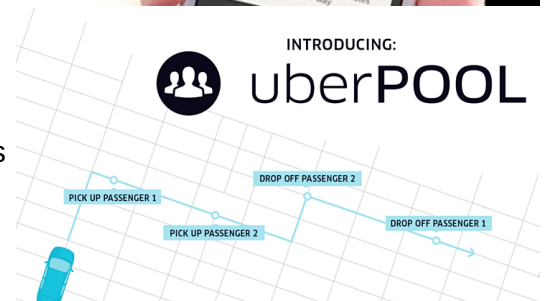 INTRODUCING:
uberPOOL
DROP OFF PASSENGER 2
PICK UP PASSENGER 1
DROP OFF PASSENGER 1
PICK UP PASSENGER 2